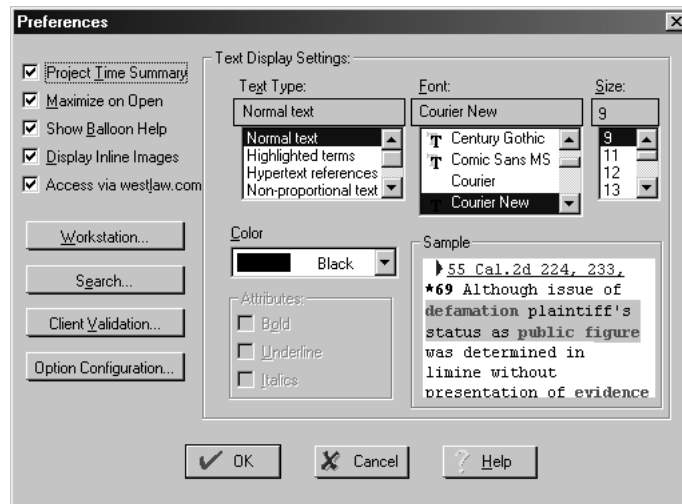 Preferences
Project Time Summary
Maximize on Open
Show Balloon Help
Display Inline Images
Access via westlaw.com
Workstation...
Search...
Client Validation...
Option Configuration...
Text Display Settings:
Text Type:
Normal text
Normal text
Highlighted terms
Hypertext references
Non-proportional text
Font:
Courier New
Century Gothic
Comic Sans MS
Courier
Courier New
Size:
9
9
11
12
13
Color
Black
Attributes:
Bold
Underline
Italics
Sample
55 Cal.2d 224, 233,
*69 Although issue of
defamation plaintiff's
status as public figure
was determined in
limine without
presentation of evidence
OK
Cancel
? Help